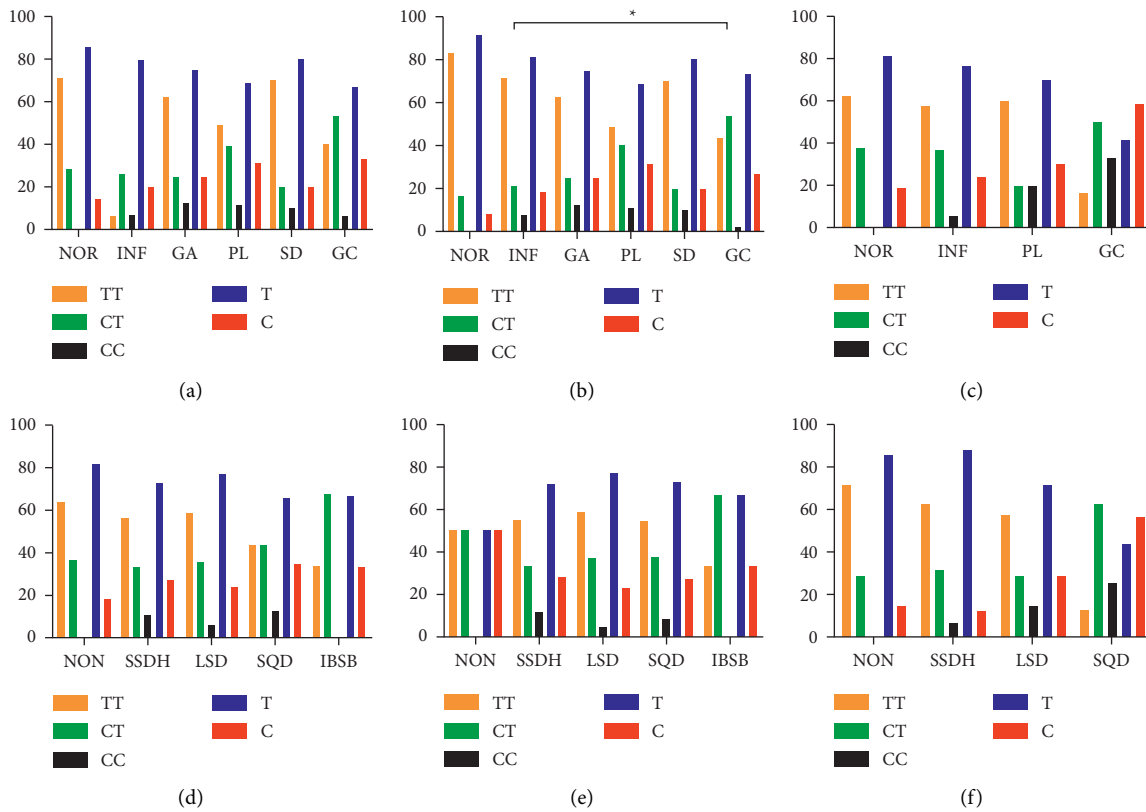 100
80
60
40
20
0
NOR INF GA PL SD GC
TT T
CT C
CC
(a)
100
80
60
40
20
0
*
NOR INF GA PL SD GC
TT T
CT C
CC
(b)
100
80
60
40
20
0
NOR INF PL GC
TT T
CT C
CC
(c)
100
80
60
40
20
0
NON SSDH LSD SQD IBSB
TT T
CT C
CC
(d)
100
80
60
40
20
0
NON SSDH LSD SQD IBSB
TT T
CT C
CC
(e)
100
80
60
40
20
0
NON SSDH LSD SQD
TT T
CT C
CC
(f)